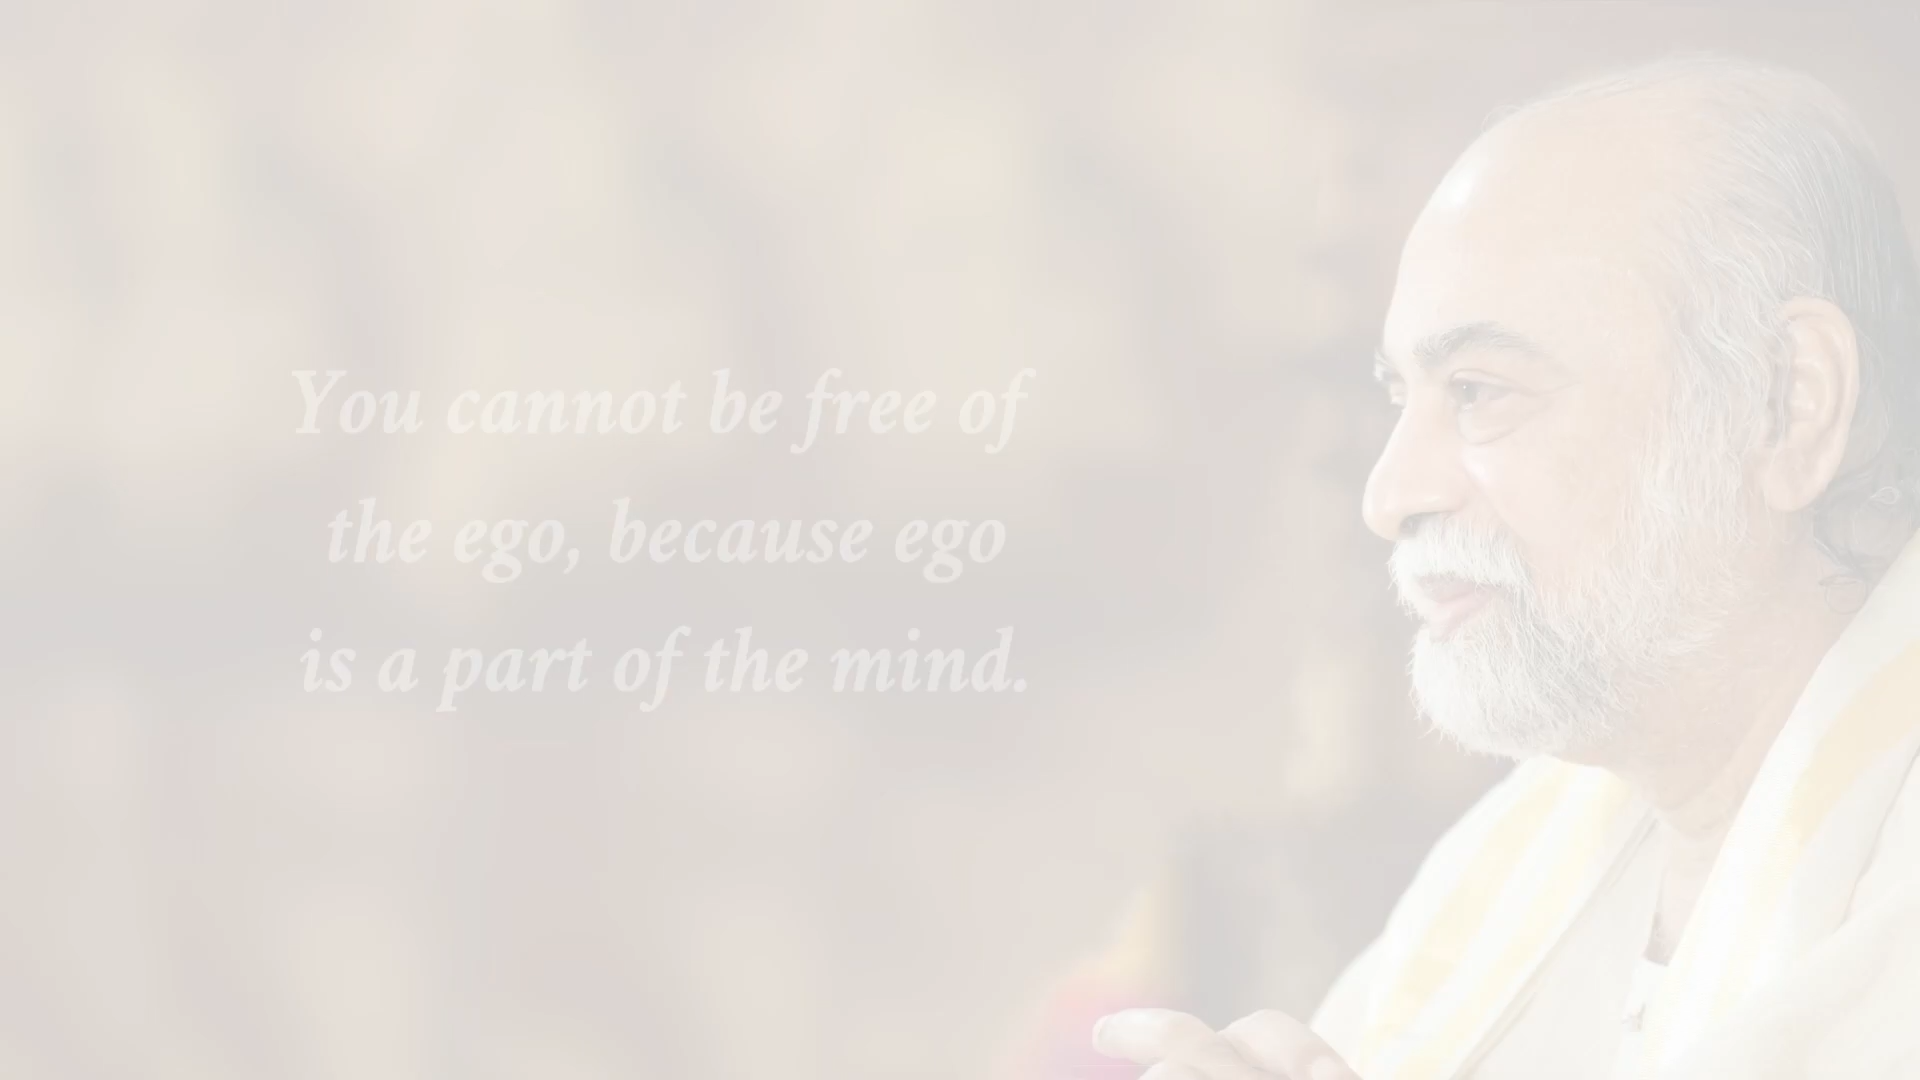 You cannot be free of
the ego, because ego
is a part of the mind.